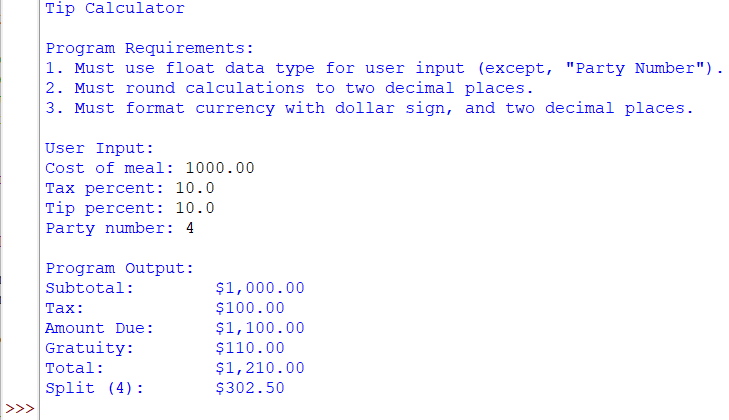 Tip Calculator
Program Requirements:
1. Must use float data type for user input (except, "Party Number").
2. Must round calculations to two decimal places.
3. Must format currency with dollar sign, and two decimal places.
User Input:
Cost of meal: 1000.00
Tax percent: 10.0
Tip percent: 10.0
Party number: 4
Program Output:
Subtotal: $1,000.00
Tax: $100.00
Amount Due: $1,100.00
Gratuity: $110.00
Total: $1,210.00
Split (4): $302.50
>>>